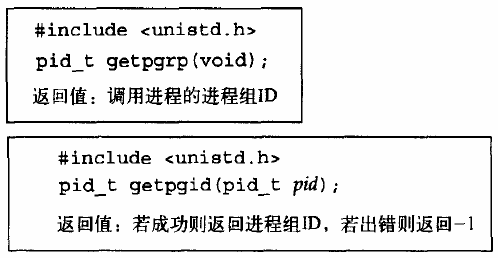 #include <unistd.h>
pid_t getpgrp(void);
返回值：调用进程的进程组ID
#include <unistd.h>
pid_t getpgid(pid_t pid);
返回值：若成功则返回进程组ID，若出错则返回-1